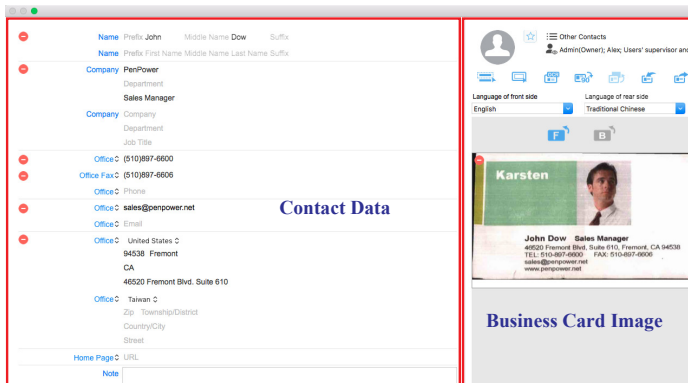 Name Prefix John Middle Name Dow Suffix
Name Prefix First Name Middle Name Last Name Suffix
Company PenPower
Department
Sales Manager
Company Company
Department
Job Title
Office (510)897-6600
Office Fax (510)897-6606
Office Phone
Office sales@penpower.net
Office Email
Office United States
94538 Fremont
CA
46520 Fremont Blvd. Suite 610
Office Taiwan
Zip Township/District
Country/City
Street
Home Page URL
Note
Contact Data
Other Contacts
Admin(Owner); Alex; Users' supervisor and
Language of front side Language of rear side
English Traditional Chinese
F B
Karsten
John Dow Sales Manager
46520 Fremont Blvd. Suite 610, Fremont, CA 94538
TEL: 510-897-6600 FAX: 510-897-6606
sales@penpower.net
www.penpower.net
Business Card Image